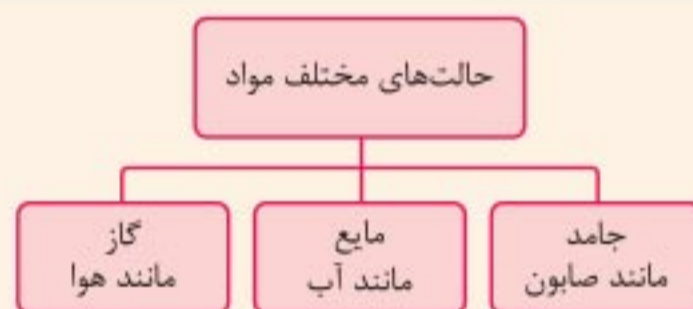 حالت‌های مختلف مواد
جامد
مانند صابون
مایع
مانند آب
گاز
مانند هوا